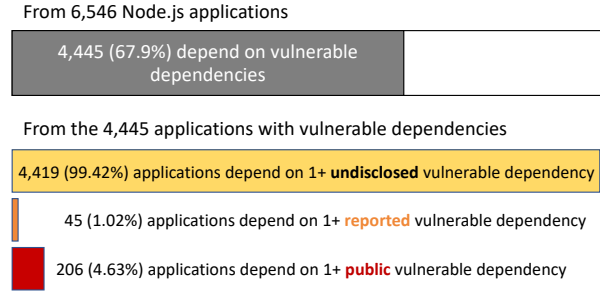 From 6,546 Node.js applications
4,445 (67.9%) depend on vulnerable
dependencies
From the 4,445 applications with vulnerable dependencies
4,419 (99.42%) applications depend on 1+ undisclosed vulnerable dependency
45 (1.02%) applications depend on 1+ reported vulnerable dependency
206 (4.63%) applications depend on 1+ public vulnerable dependency